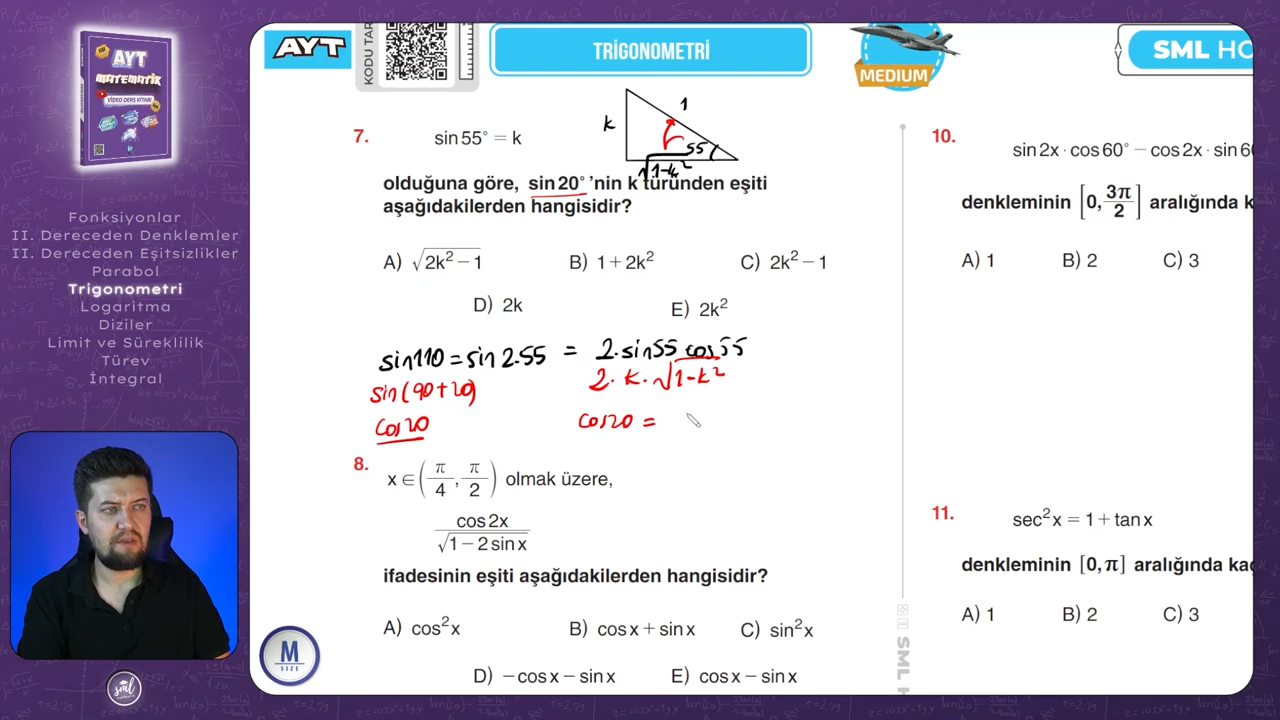 AYT
MATEMATİK
VİDEO DERS KİTABI
Fonksiyonlar
II. Dereceden Denklemler
II. Dereceden Eşitsizlikler
Parabol
Trigonometri
Logaritma
Diziler
Limit ve Süreklilik
Türev
İntegral
sml
AYT
KODU TAR
TRİGONOMETRİ
MEDIUM
SML HO
7. sin 55° = k
k
1
55
√1-k²
olduğuna göre, sin 20° 'nin k türünden eşiti
aşağıdakilerden hangisidir?
A) √2k² − 1 B) 1 + 2k² C) 2k² − 1
D) 2k E) 2k²
sin110 = sin 2.55 = 2.sin55 cos55
sin(90+20) 2. k. √1-k²
cos20 cos20 =
8. x ∈ (π/4, π/2) olmak üzere,
cos 2x
√1 − 2 sin x
ifadesinin eşiti aşağıdakilerden hangisidir?
A) cos²x B) cos x + sin x C) sin²x
D) −cos x − sin x E) cos x − sin x
M
SIZE
10. sin 2x · cos 60° − cos 2x · sin 60
denkleminin [0, 3π/2] aralığında k
A) 1 B) 2 C) 3
11. sec²x = 1 + tan x
denkleminin [0, π] aralığında kaç
A) 1 B) 2 C) 3
SML